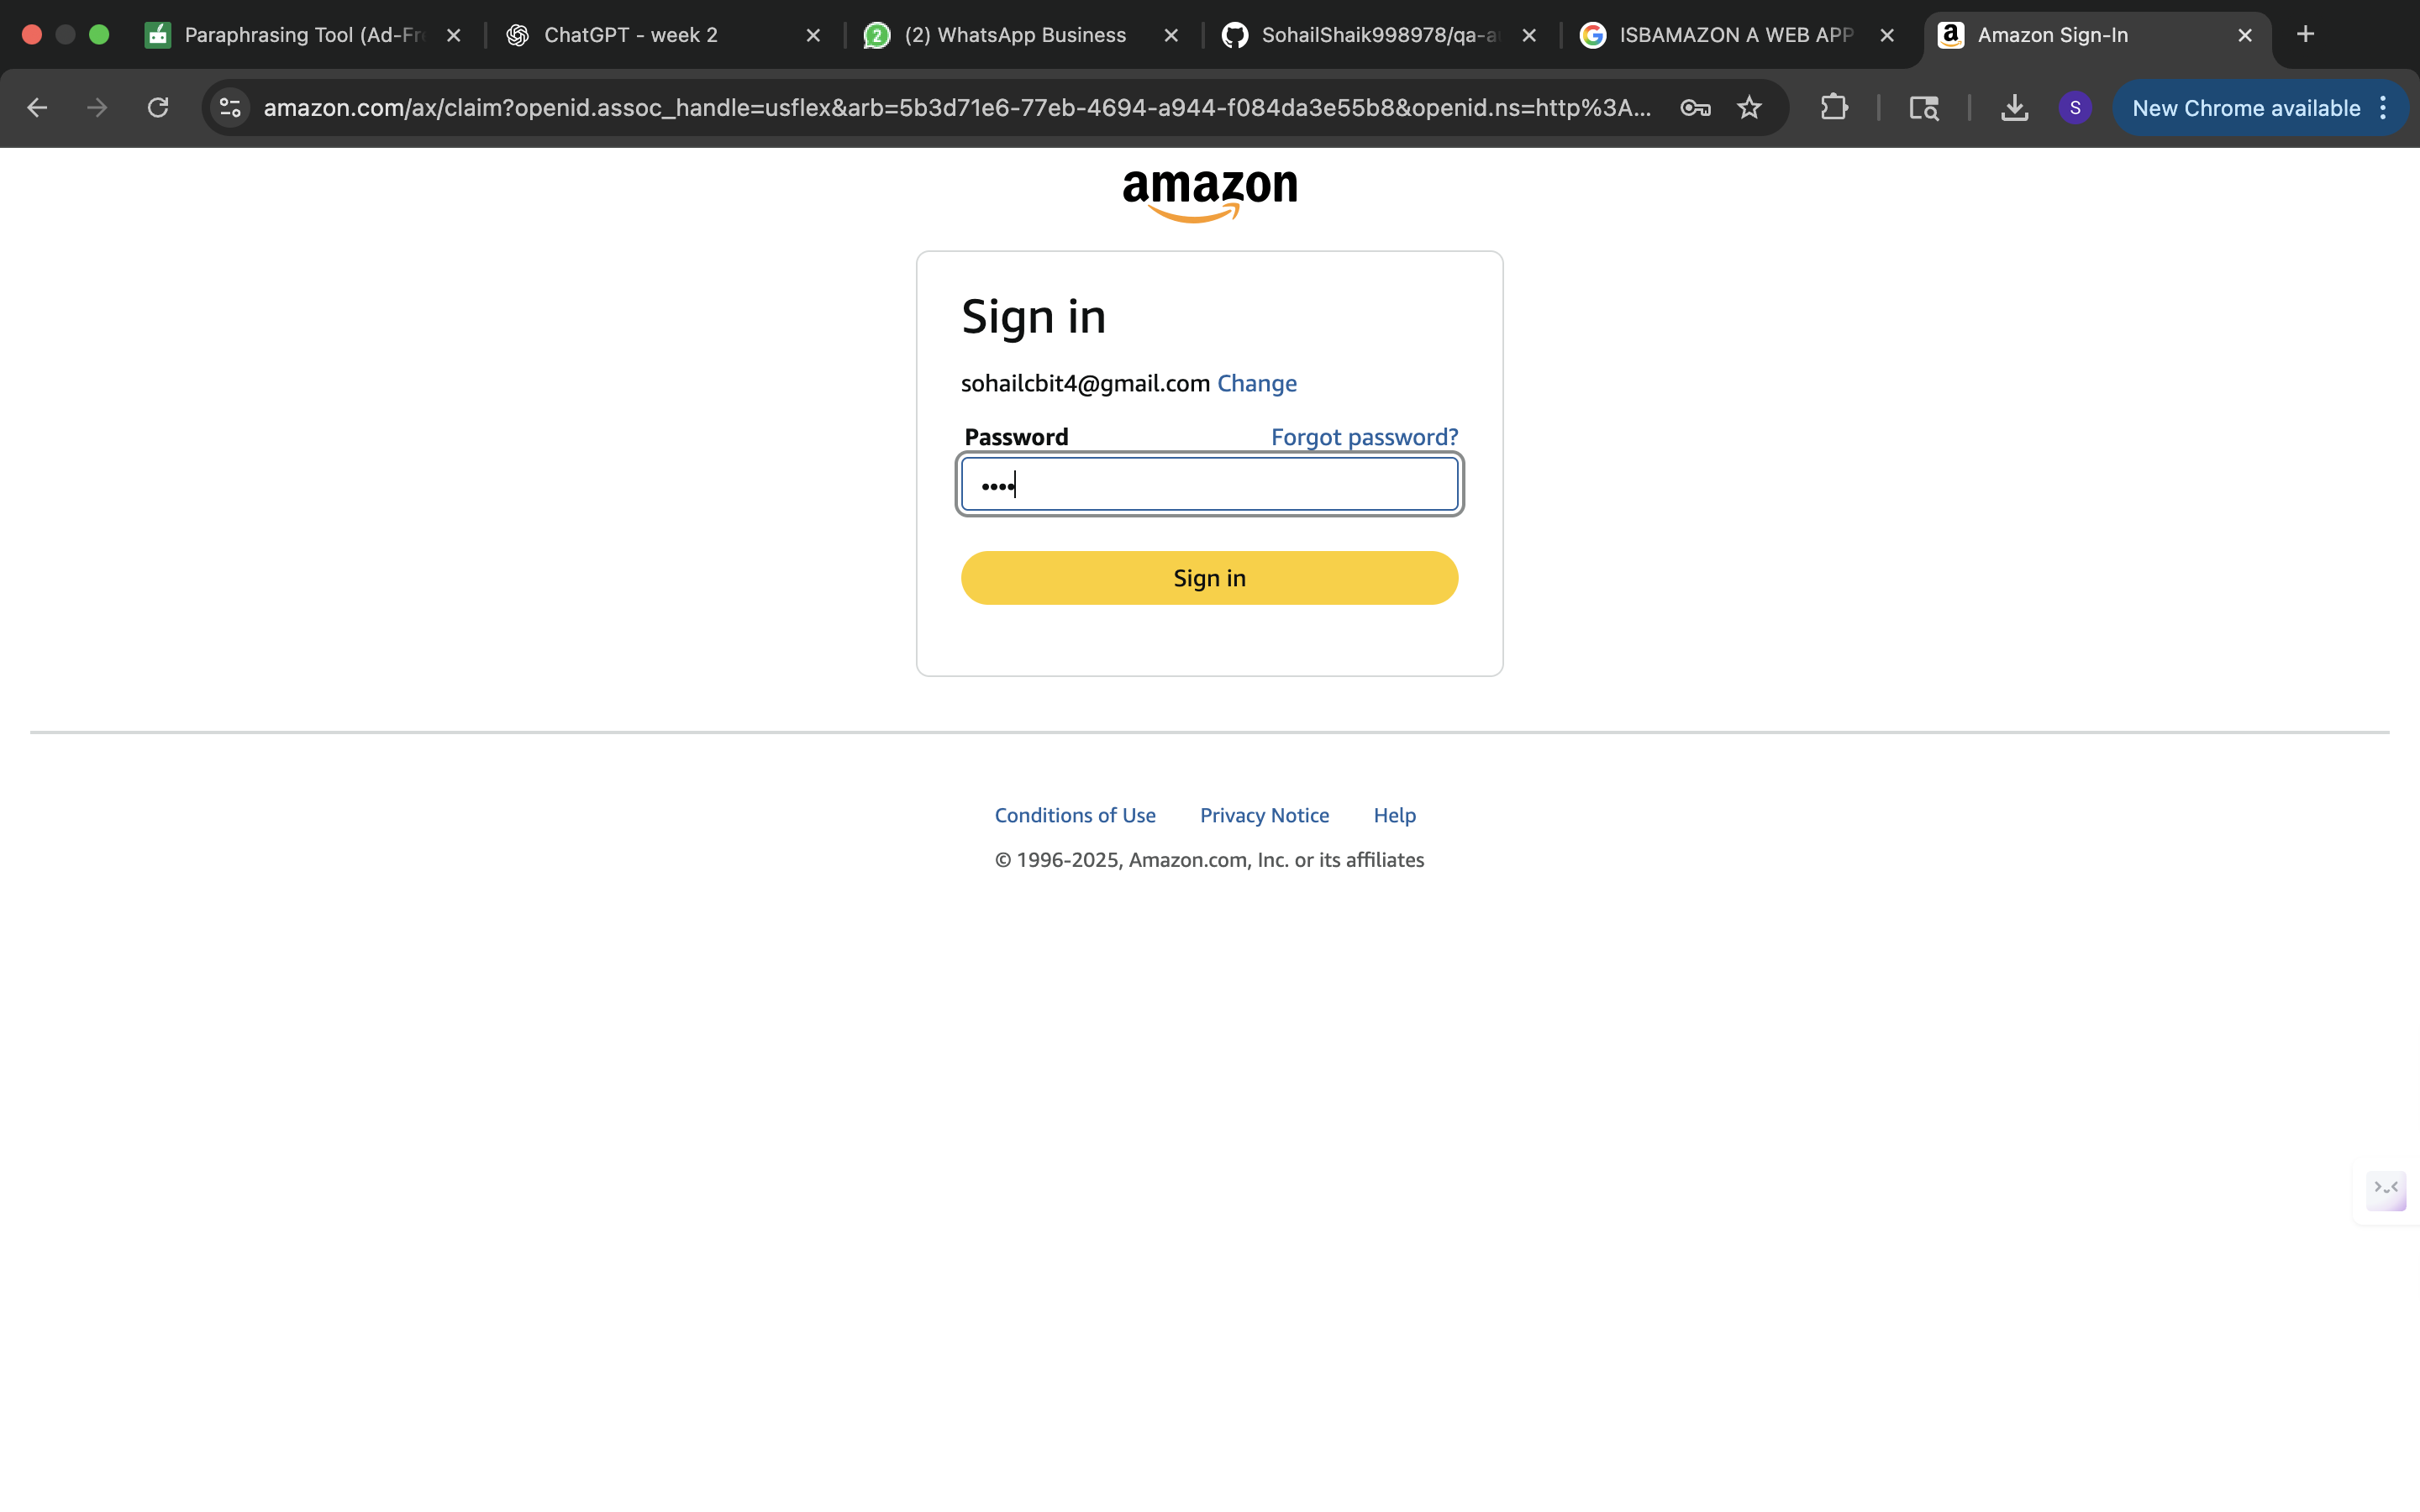 Paraphrasing Tool (Ad-Fr
ChatGPT - week 2
2
(2) WhatsApp Business
SohailShaik998978/qa-a
ISBAMAZON A WEB APP
Amazon Sign-In
amazon.com/ax/claim?openid.assoc_handle=usflex&arb=5b3d71e6-77eb-4694-a944-f084da3e55b8&openid.ns=http%3A...
S
New Chrome available
amazon
Sign in
sohailcbit4@gmail.com Change
Password
Forgot password?
••••
Sign in
Conditions of Use
Privacy Notice
Help
© 1996-2025, Amazon.com, Inc. or its affiliates